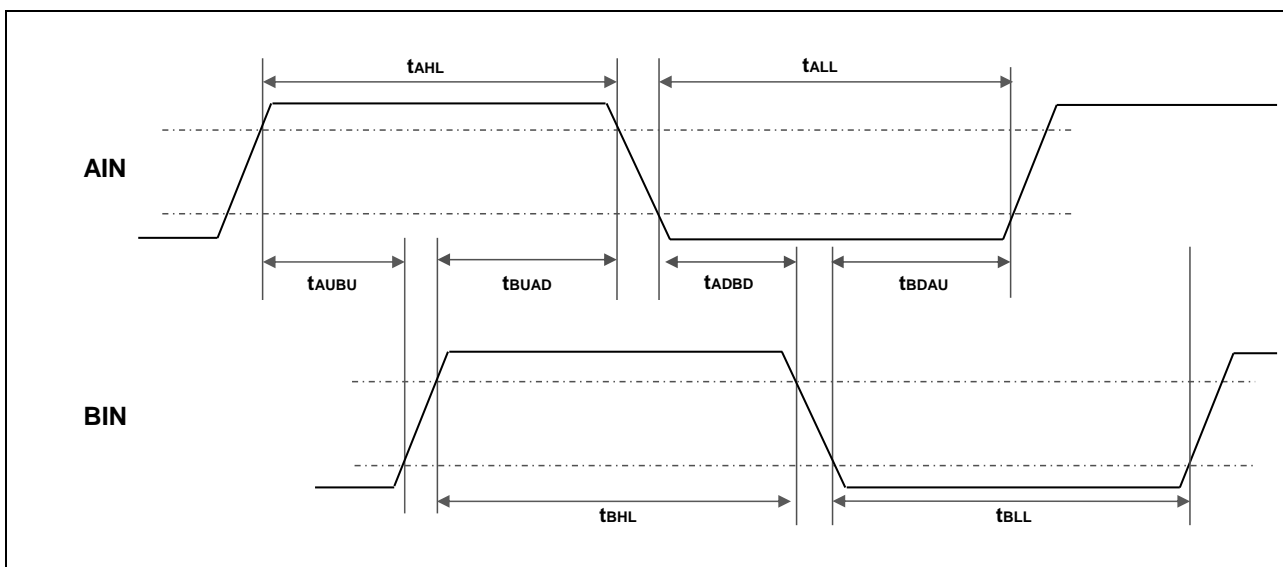 tAHL
tALL
AIN
tAUBU
tBUAD
tADBD
tBDAU
BIN
tBHL
tBLL